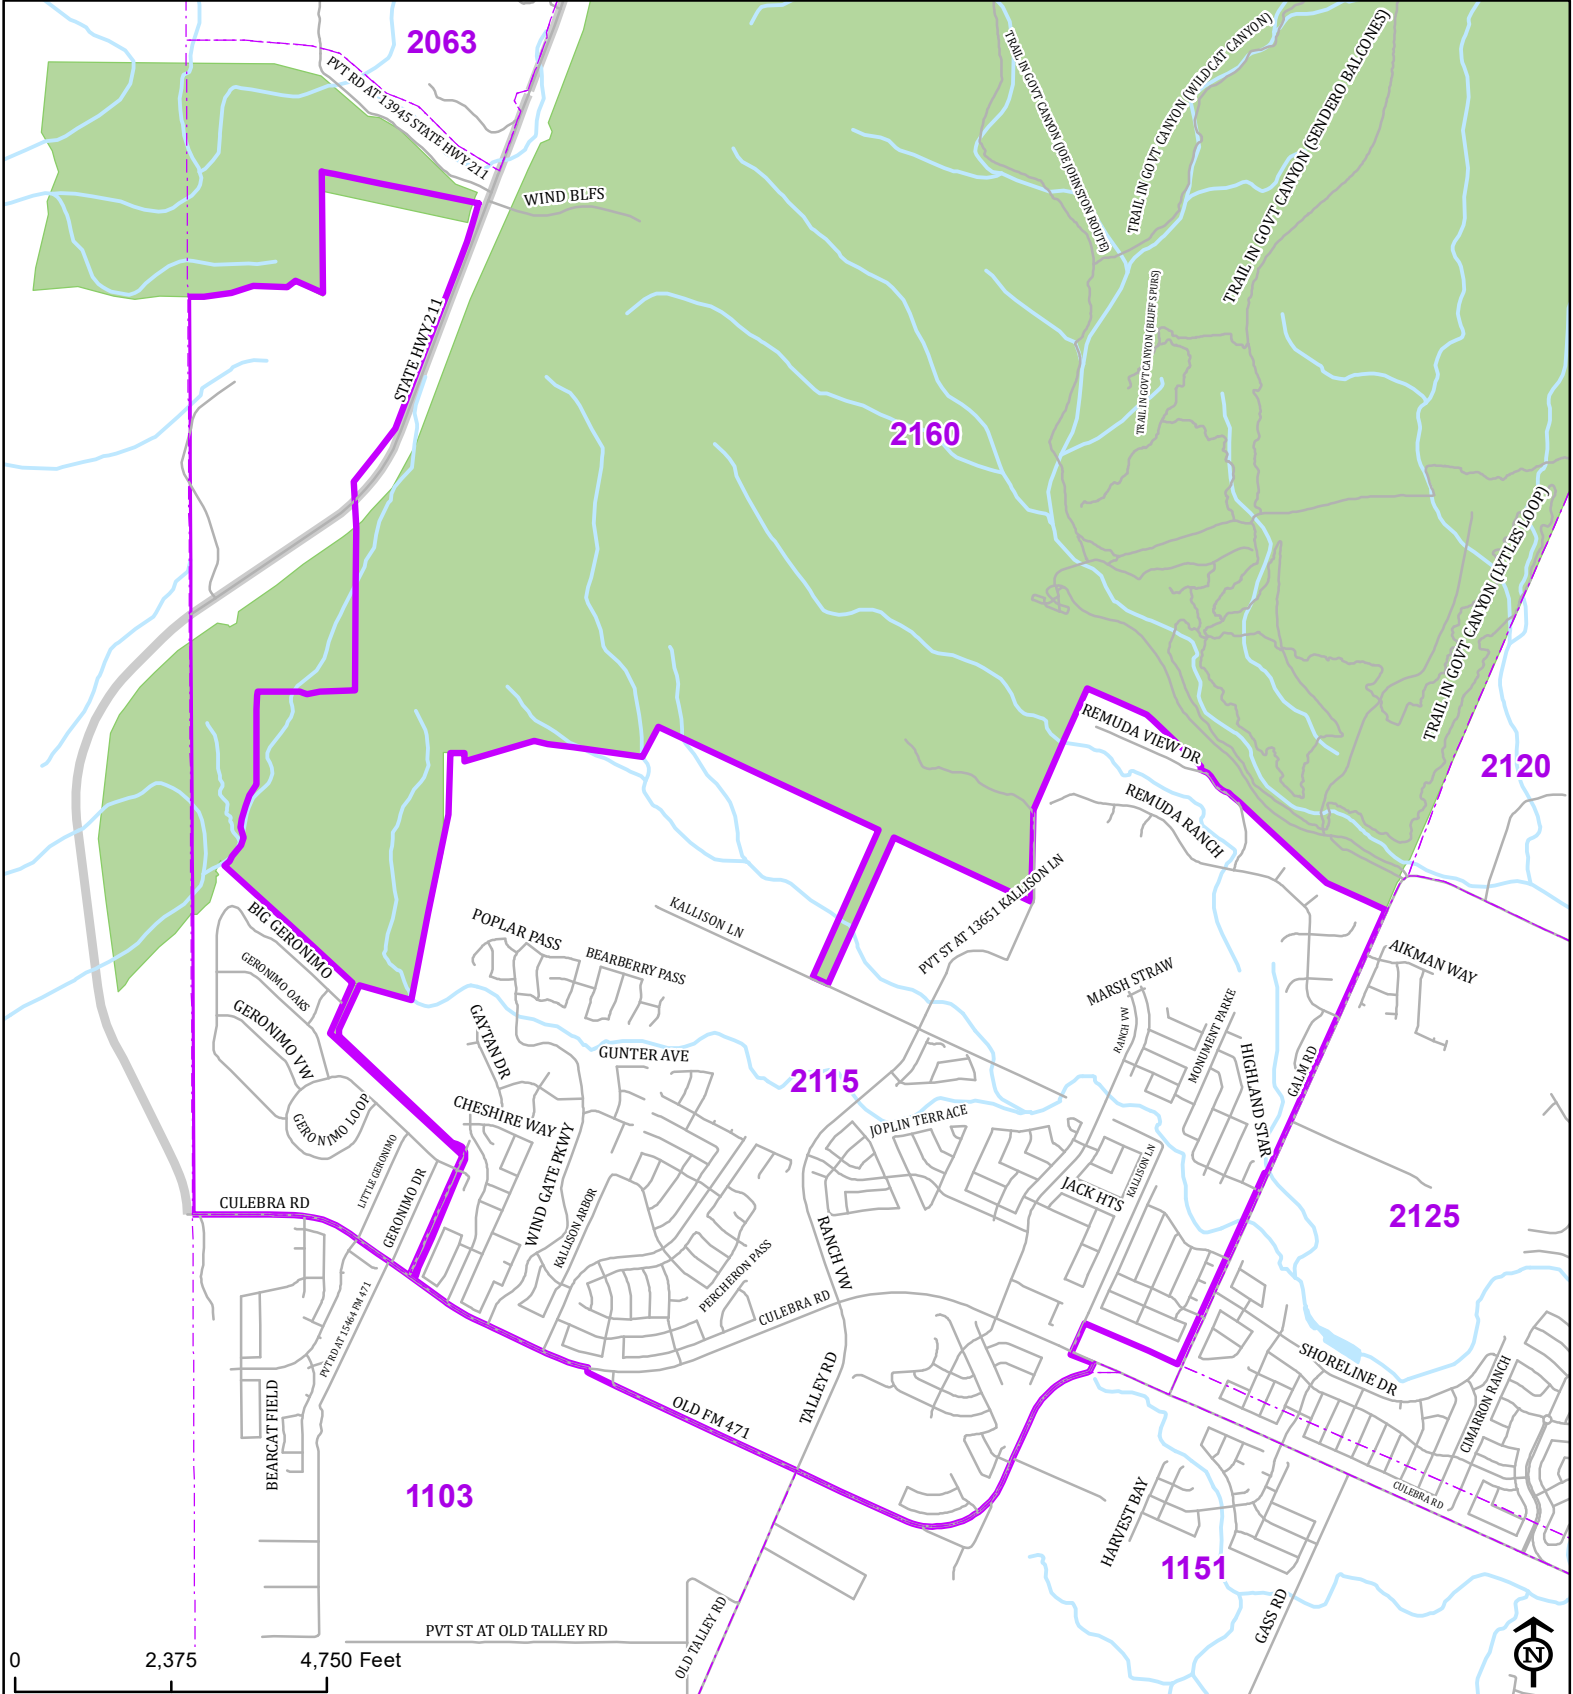 2063
PVT RD AT 13945 STATE HWY 211
WIND BLFS
STATE HWY 211
TRAIL IN GOVT CANYON (JOE JOHNSTON ROUTE)
TRAIL IN GOVT CANYON (WILDCAT CANYON)
TRAIL IN GOVT CANYON (SENDERO BALCONES)
TRAIL IN GOVT CANYON (BLUFF SPURS)
2160
TRAIL IN GOVT CANYON (LYTLES LOOP)
REMUDA VIEW DR
2120
REMUDA RANCH
BIG GERONIMO
GERONIMO OAKS
GERONIMO VW
GERONIMO LOOP
LITTLE GERONIMO
GERONIMO DR
POPLAR PASS
BEARBERRY PASS
KALLISON LN
PVT ST AT 13651 KALLISON LN
AIKMAN WAY
MARSH STRAW
RANCH VW
MONUMENT PARKE
HIGHLAND STAR
GALM RD
GAYTAN DR
GUNTER AVE
2115
CHESHIRE WAY
WIND GATE PKWY
KALLISON ARBOR
JOPLIN TERRACE
JACK HTS
KALLISON LN
CULEBRA RD
2125
RANCH VW
PERCHERON PASS
CULEBRA RD
PVT RD AT 15464 FM 471
BEARCAT FIELD
TALLEY RD
OLD FM 471
SHORELINE DR
CIMARRON RANCH
CULEBRA RD
1103
HARVEST BAY
1151
GASS RD
PVT ST AT OLD TALLEY RD
OLD TALLEY RD
0 2,375 4,750 Feet
N